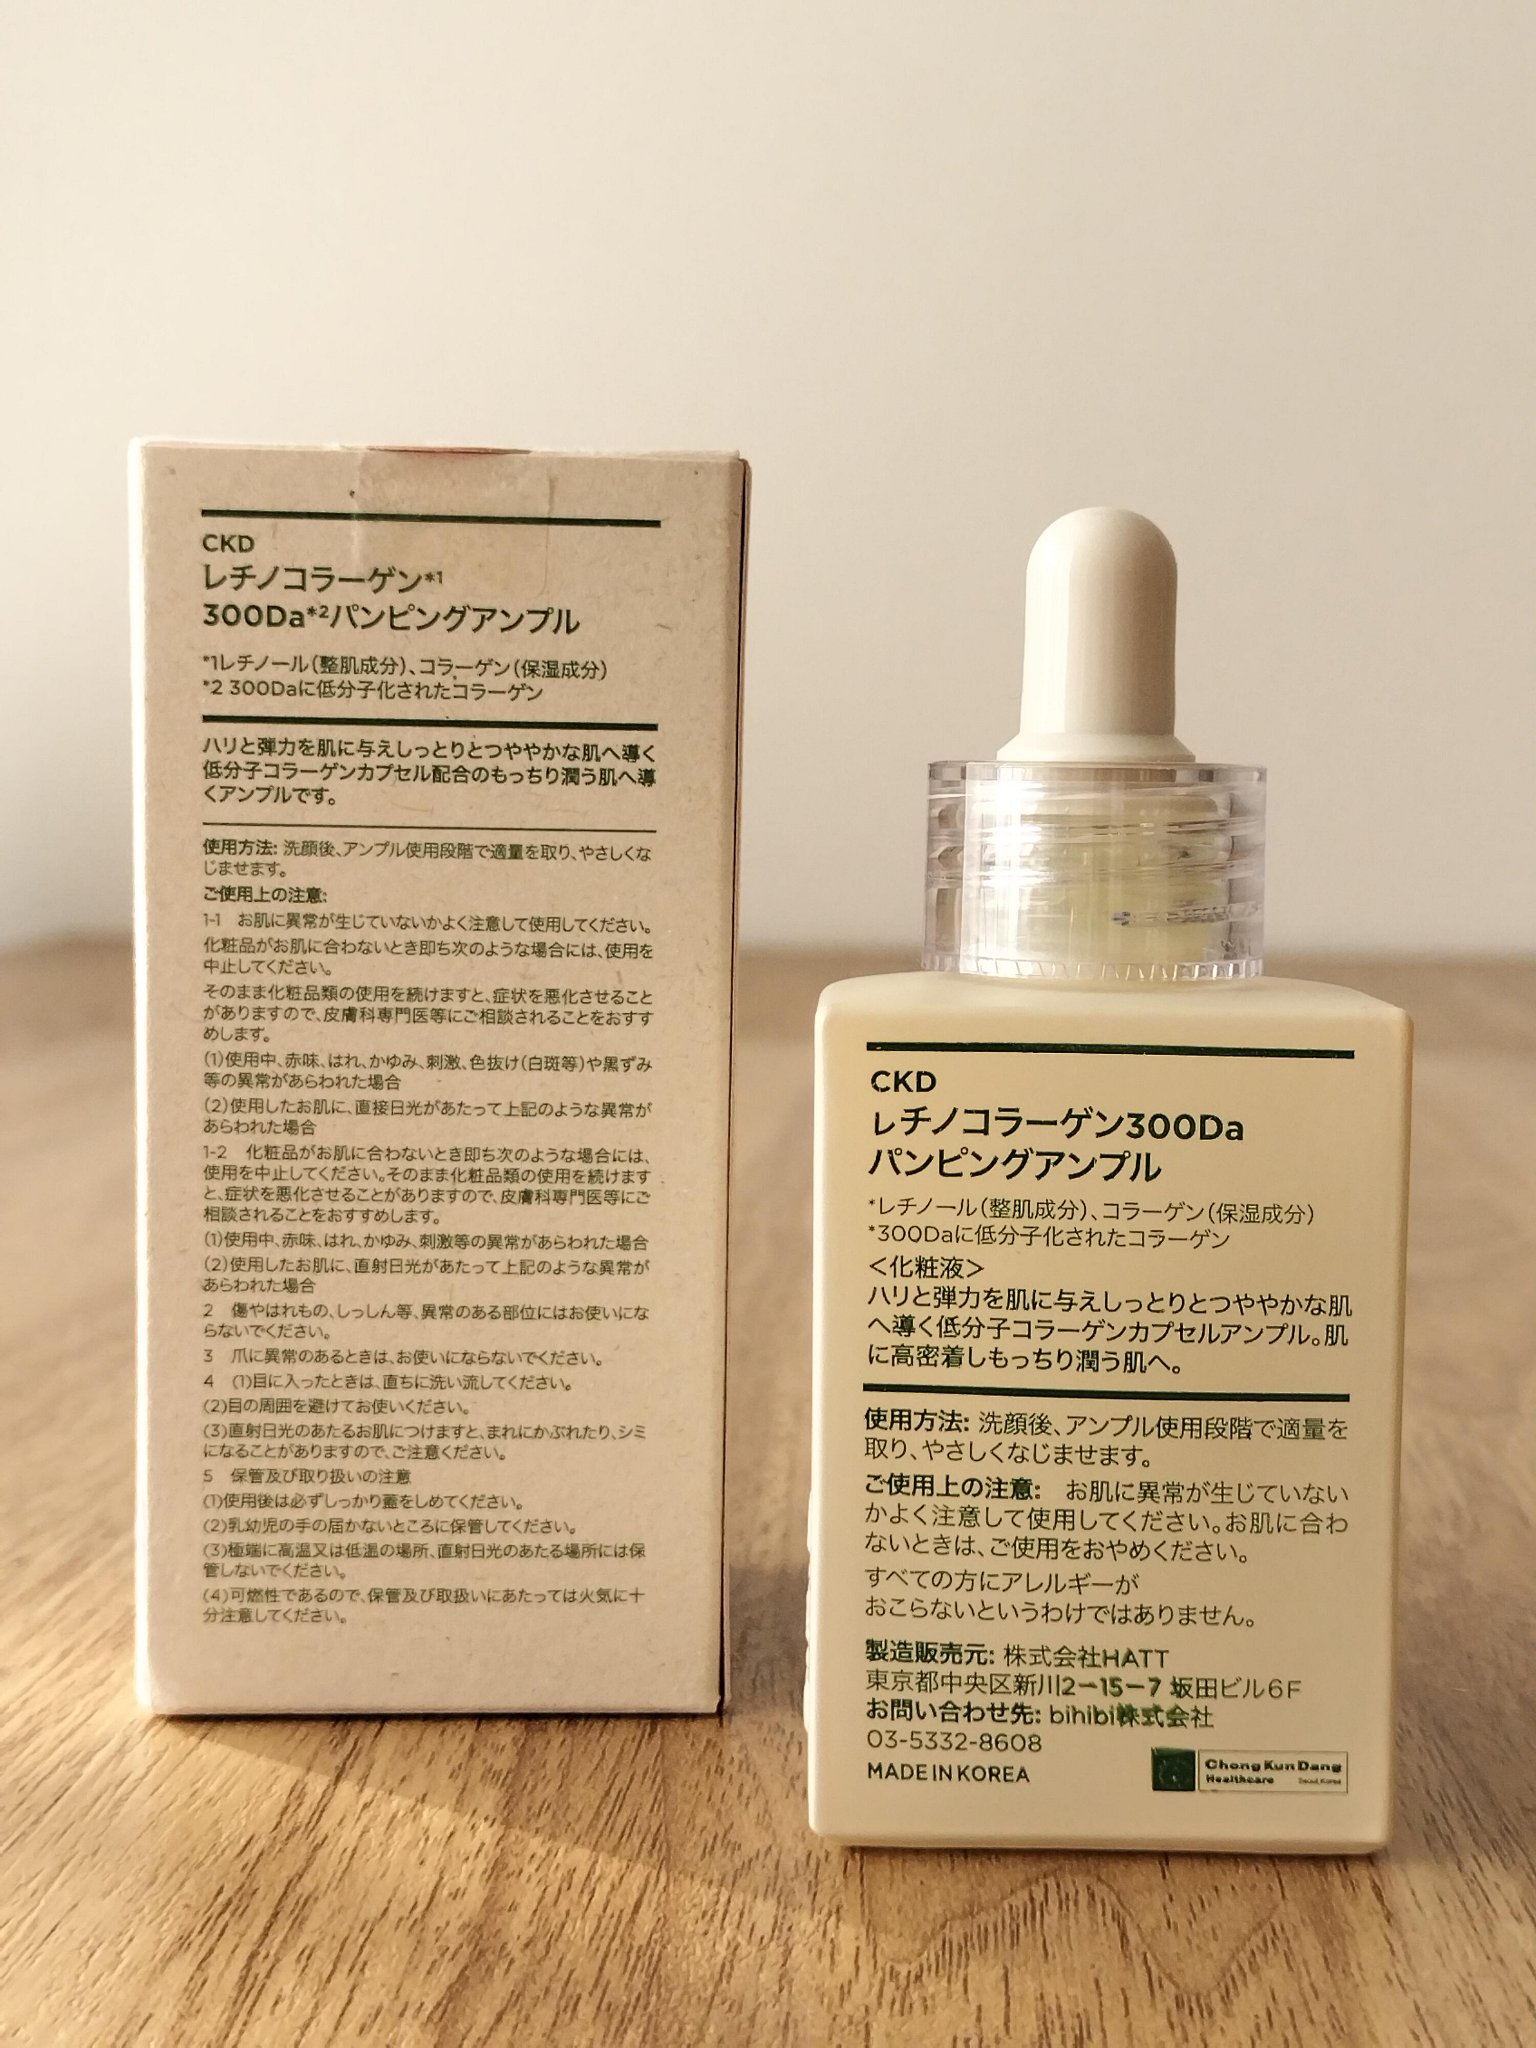 CKD
レチノコラーゲン*1
300Da*2パンピングアンプル
*1レチノール(整肌成分)、コラーゲン(保湿成分)
*2 300Daに低分子化されたコラーゲン
ハリと弾力を肌に与えしっとりとつややかな肌へ導く
低分子コラーゲンカプセル配合のもっちり潤う肌へ導
くアンプルです。
使用方法: 洗顔後、アンプル使用段階で適量を取り、やさしくな
じませます。
ご使用上の注意:
1-1　お肌に異常が生じていないかよく注意して使用してください。
化粧品がお肌に合わないとき即ち次のような場合には、使用を
中止してください。
そのまま化粧品類の使用を続けますと、症状を悪化させること
がありますので、皮膚科専門医等にご相談されることをおすす
めします。
(1)使用中、赤味、はれ、かゆみ、刺激、色抜け(白斑等)や黒ずみ
等の異常があらわれた場合
(2)使用したお肌に、直接日光があたって上記のような異常が
あらわれた場合
1-2　化粧品がお肌に合わないとき即ち次のような場合には、
使用を中止してください。そのまま化粧品類の使用を続けます
と、症状を悪化させることがありますので、皮膚科専門医等にご
相談されることをおすすめします。
(1)使用中、赤味、はれ、かゆみ、刺激等の異常があらわれた場合
(2)使用したお肌に、直射日光があたって上記のような異常が
あらわれた場合
2　傷やはれもの、しっしん等、異常のある部位にはお使いにな
らないでください。
3　爪に異常のあるときは、お使いにならないでください。
4　(1)目に入ったときは、直ちに洗い流してください。
(2)目の周囲を避けてお使いください。
(3)直射日光のあたるお肌につけますと、まれにかぶれたり、シミ
になることがありますので、ご注意ください。
5　保管及び取り扱いの注意
(1)使用後は必ずしっかり蓋をしめてください。
(2)乳幼児の手の届かないところに保管してください。
(3)極端に高温又は低温の場所、直射日光のあたる場所には保
管しないでください。
(4)可燃性であるので、保管及び取扱いにあたっては火気に十
分注意してください。
CKD
レチノコラーゲン300Da
パンピングアンプル
*レチノール(整肌成分)、コラーゲン(保湿成分)
*300Daに低分子化されたコラーゲン
<化粧液>
ハリと弾力を肌に与えしっとりとつややかな肌
へ導く低分子コラーゲンカプセルアンプル。肌
に高密着しもっちり潤う肌へ。
使用方法: 洗顔後、アンプル使用段階で適量を
取り、やさしくなじませます。
ご使用上の注意:　お肌に異常が生じていない
かよく注意して使用してください。お肌に合わ
ないときは、ご使用をおやめください。
すべての方にアレルギーが
おこらないというわけではありません。
製造販売元: 株式会社HATT
東京都中央区新川2-15-7 坂田ビル6F
お問い合わせ先: bihibi株式会社
03-5332-8608
MADE IN KOREA
ChongKunDang
Healthcare Seoul Korea